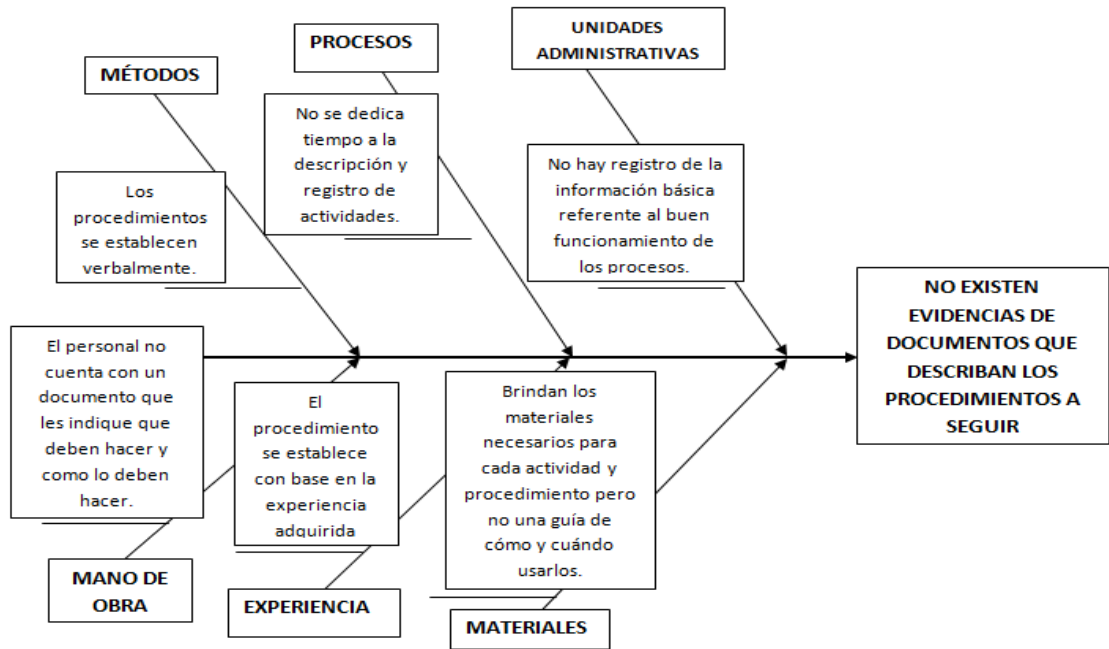 MÉTODOS
PROCESOS
UNIDADES
ADMINISTRATIVAS
Los
procedimientos
se establecen
verbalmente.
No se dedica
tiempo a la
descripción y
registro de
actividades.
No hay registro de la
información básica
referente al buen
funcionamiento de
los procesos.
NO EXISTEN
EVIDENCIAS DE
DOCUMENTOS QUE
DESCRIBAN LOS
PROCEDIMIENTOS A
SEGUIR
El personal no
cuenta con un
documento que
les indique que
deben hacer y
como lo deben
hacer.
El
procedimiento
se establece
con base en la
experiencia
adquirida
Brindan los
materiales
necesarios para
cada actividad y
procedimiento pero
no una guía de
cómo y cuándo
usarlos.
MANO DE
OBRA
EXPERIENCIA
MATERIALES